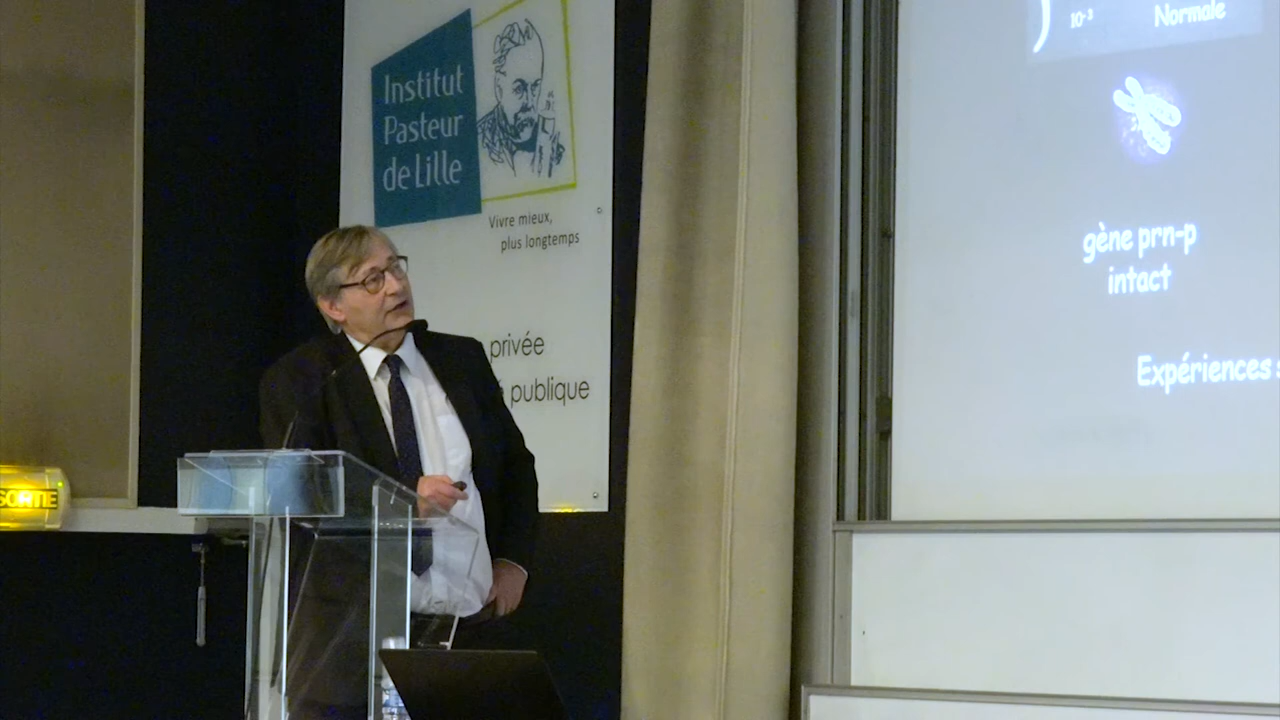 Institut
Pasteur
de Lille
Vivre mieux,
plus longtemps
privée
publique
SORTIE
10⁻³
Normale
gène prn-p
intact
Expériences